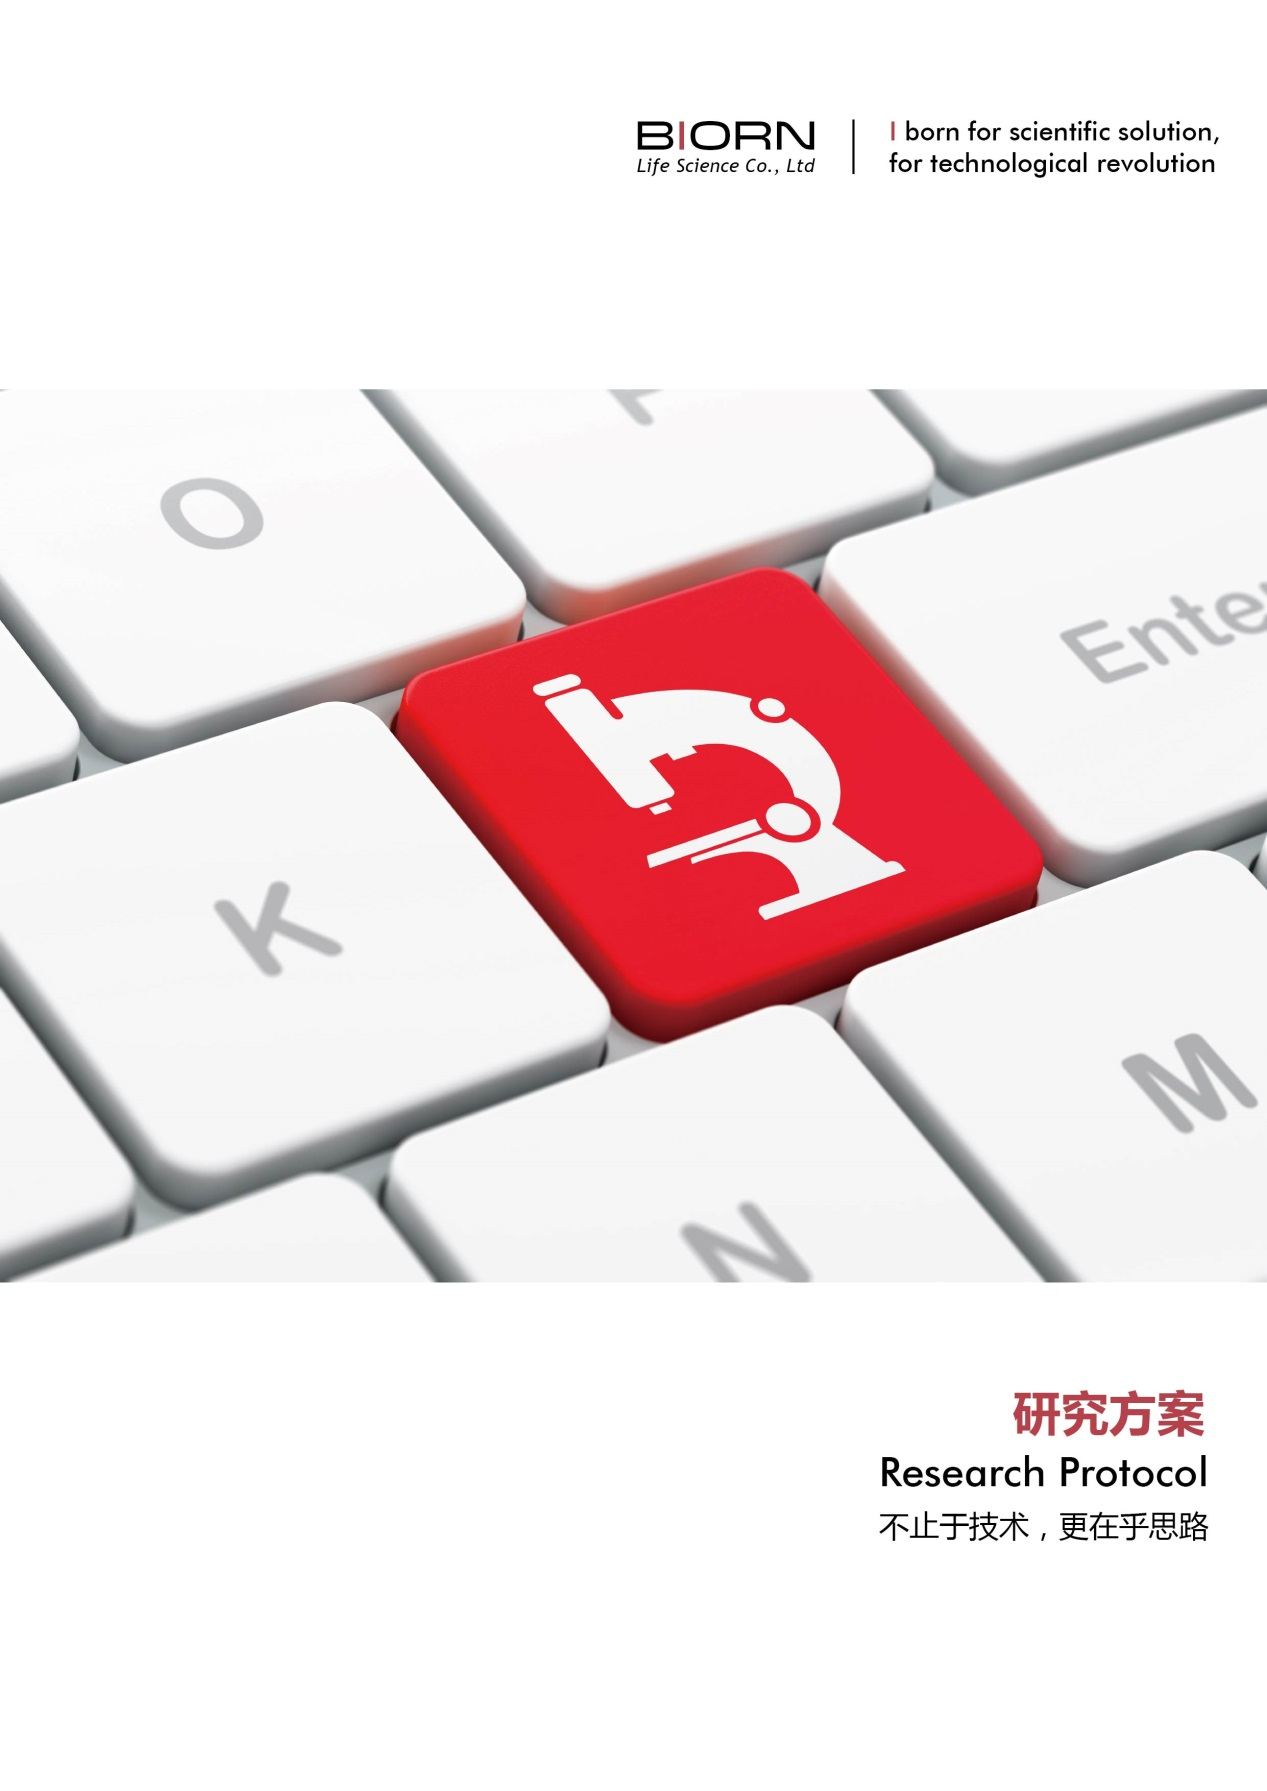 BIORN
Life Science Co., Ltd
I born for scientific solution,
for technological revolution
O
P
Enter
K
M
N
研究方案
Research Protocol
不止于技术，更在乎思路